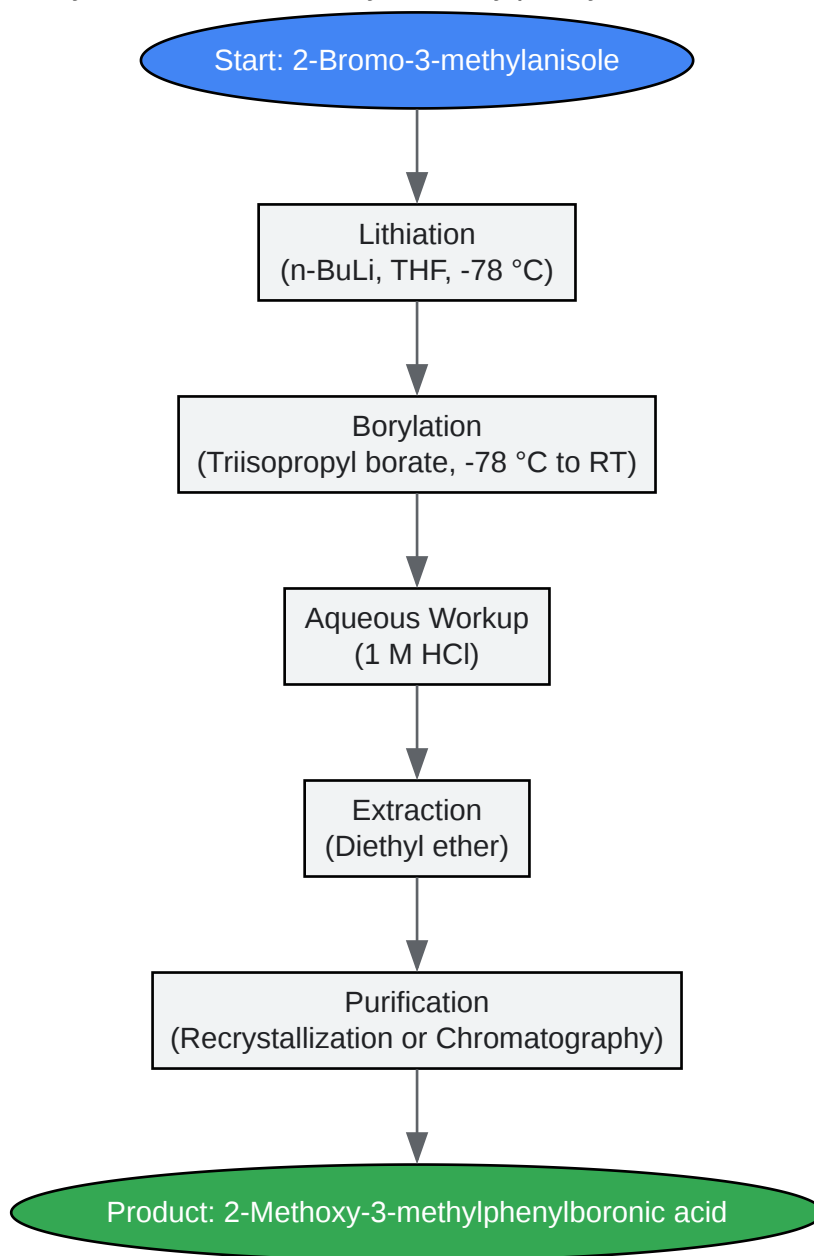 Start: 2-Bromo-3-methylanisole
Lithiation
(n-BuLi, THF, -78 °C)
Borylation
(Triisopropyl borate, -78 °C to RT)
Aqueous Workup
(1 M HCl)
Extraction
(Diethyl ether)
Purification
(Recrystallization or Chromatography)
Product: 2-Methoxy-3-methylphenylboronic acid